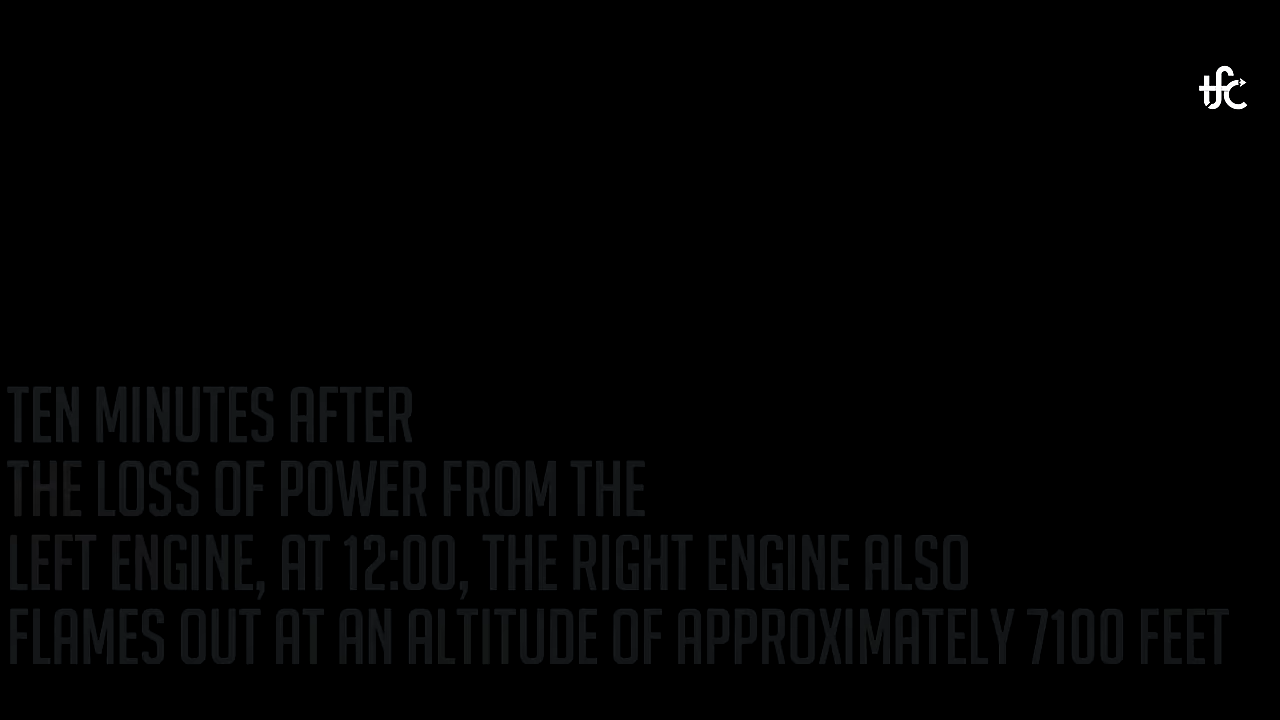 tfc
TEN MINUTES AFTER
THE LOSS OF POWER FROM THE
LEFT ENGINE, AT 12:00, THE RIGHT ENGINE ALSO
FLAMES OUT AT AN ALTITUDE OF APPROXIMATELY 7100 FEET